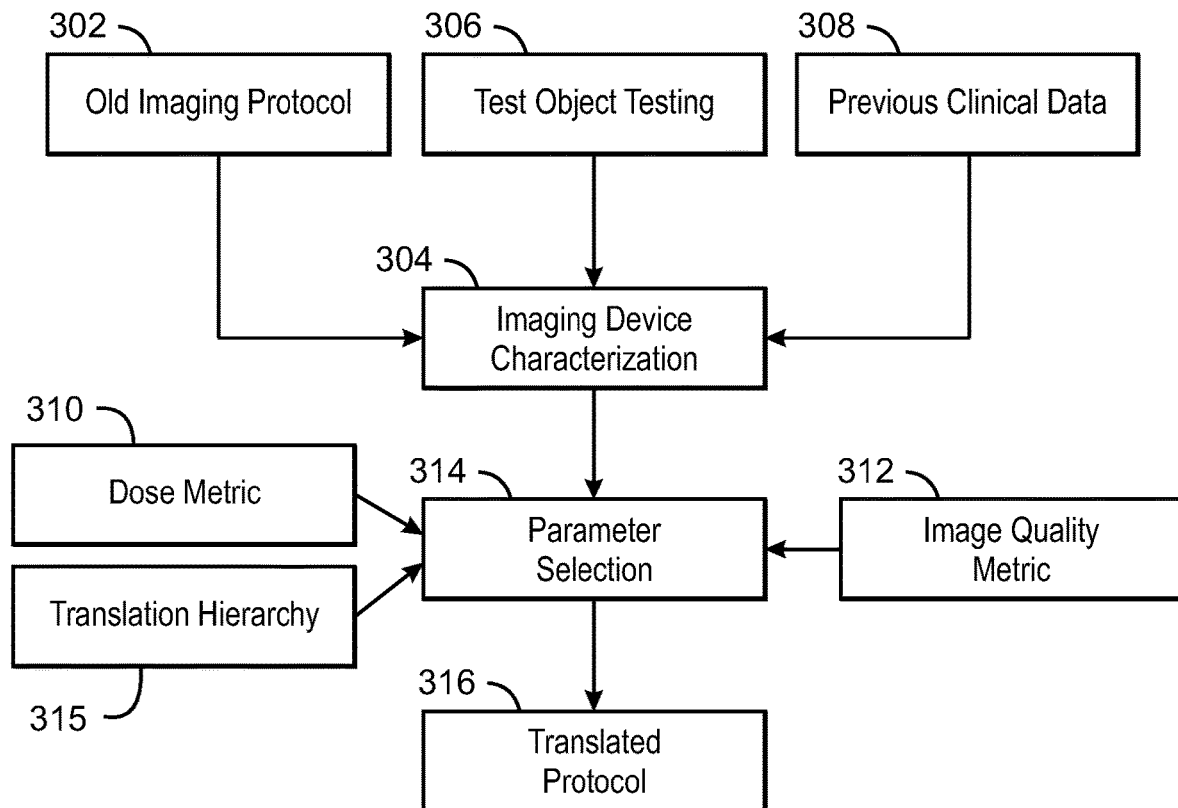 302
306
308
Old Imaging Protocol
Test Object Testing
Previous Clinical Data
304
Imaging Device
Characterization
310
Dose Metric
314
312
Parameter
Selection
Image Quality
Metric
Translation Hierarchy
315
316
Translated
Protocol